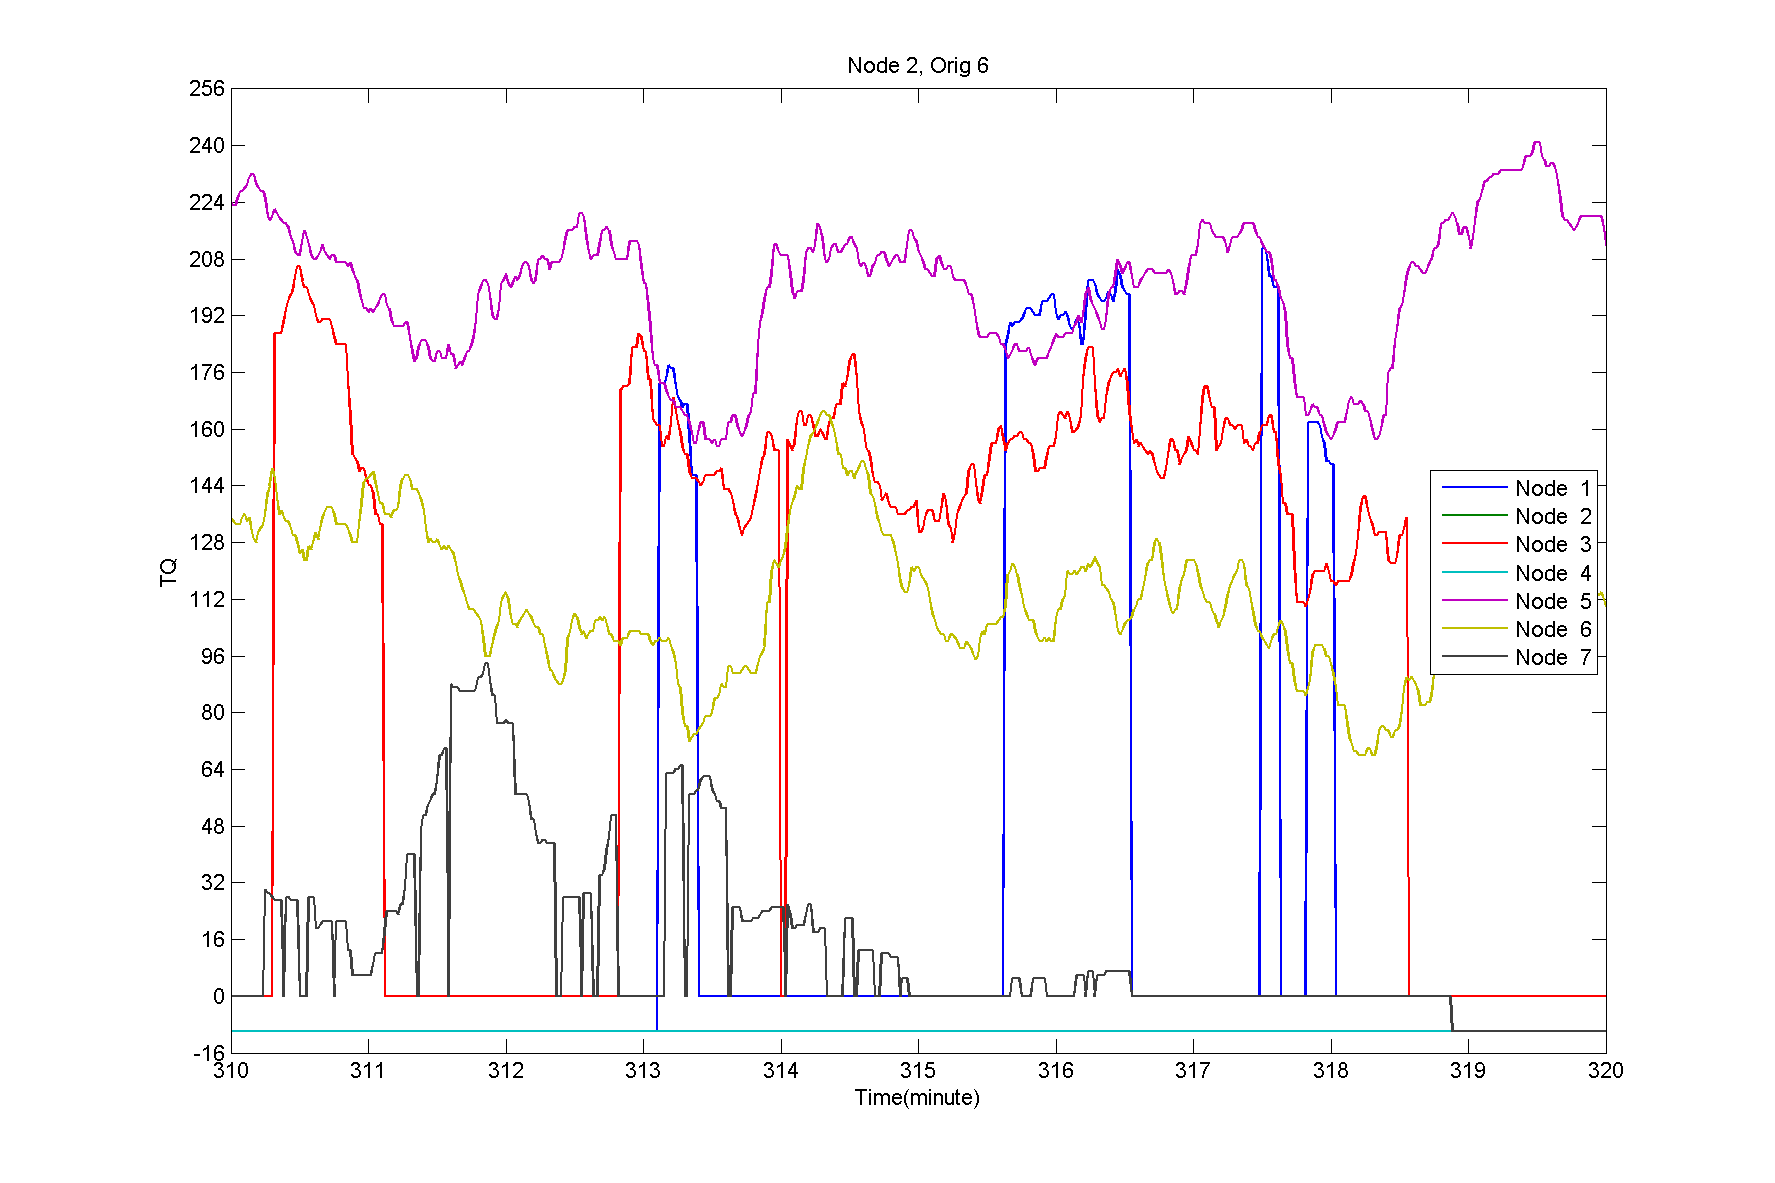 Node 2, Orig 6
256
240
224
208
192
176
160
144
128
112
96
80
64
48
32
16
0
-16
TQ
Node 1
Node 2
Node 3
Node 4
Node 5
Node 6
Node 7
310 311 312 313 314 315 316 317 318 319 320
Time(minute)